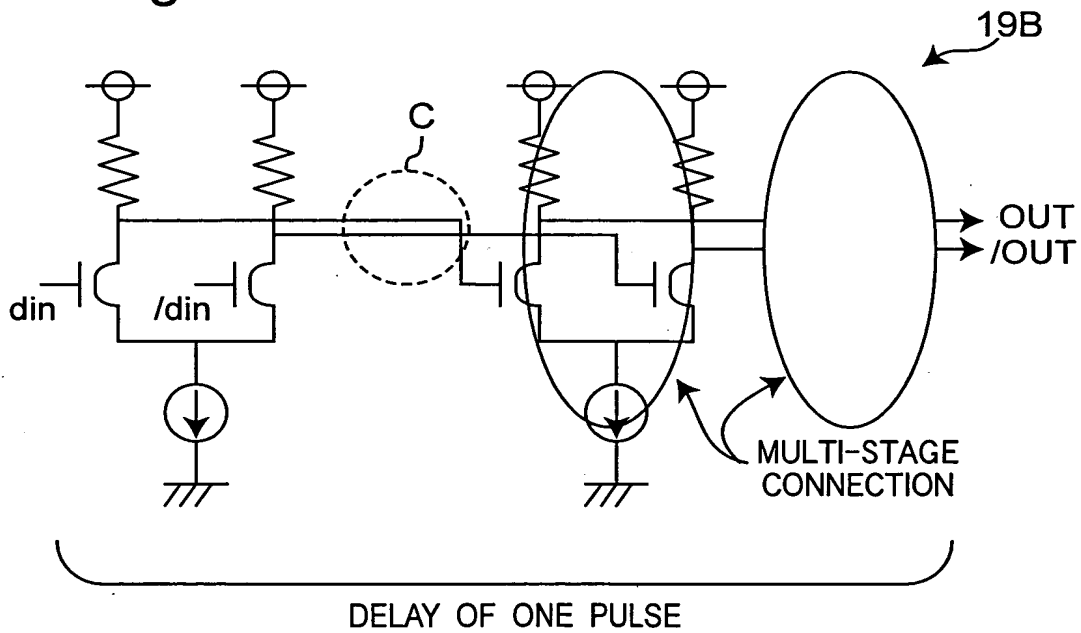 19B
C
OUT
/OUT
din
/din
MULTI-STAGE
CONNECTION
DELAY OF ONE PULSE